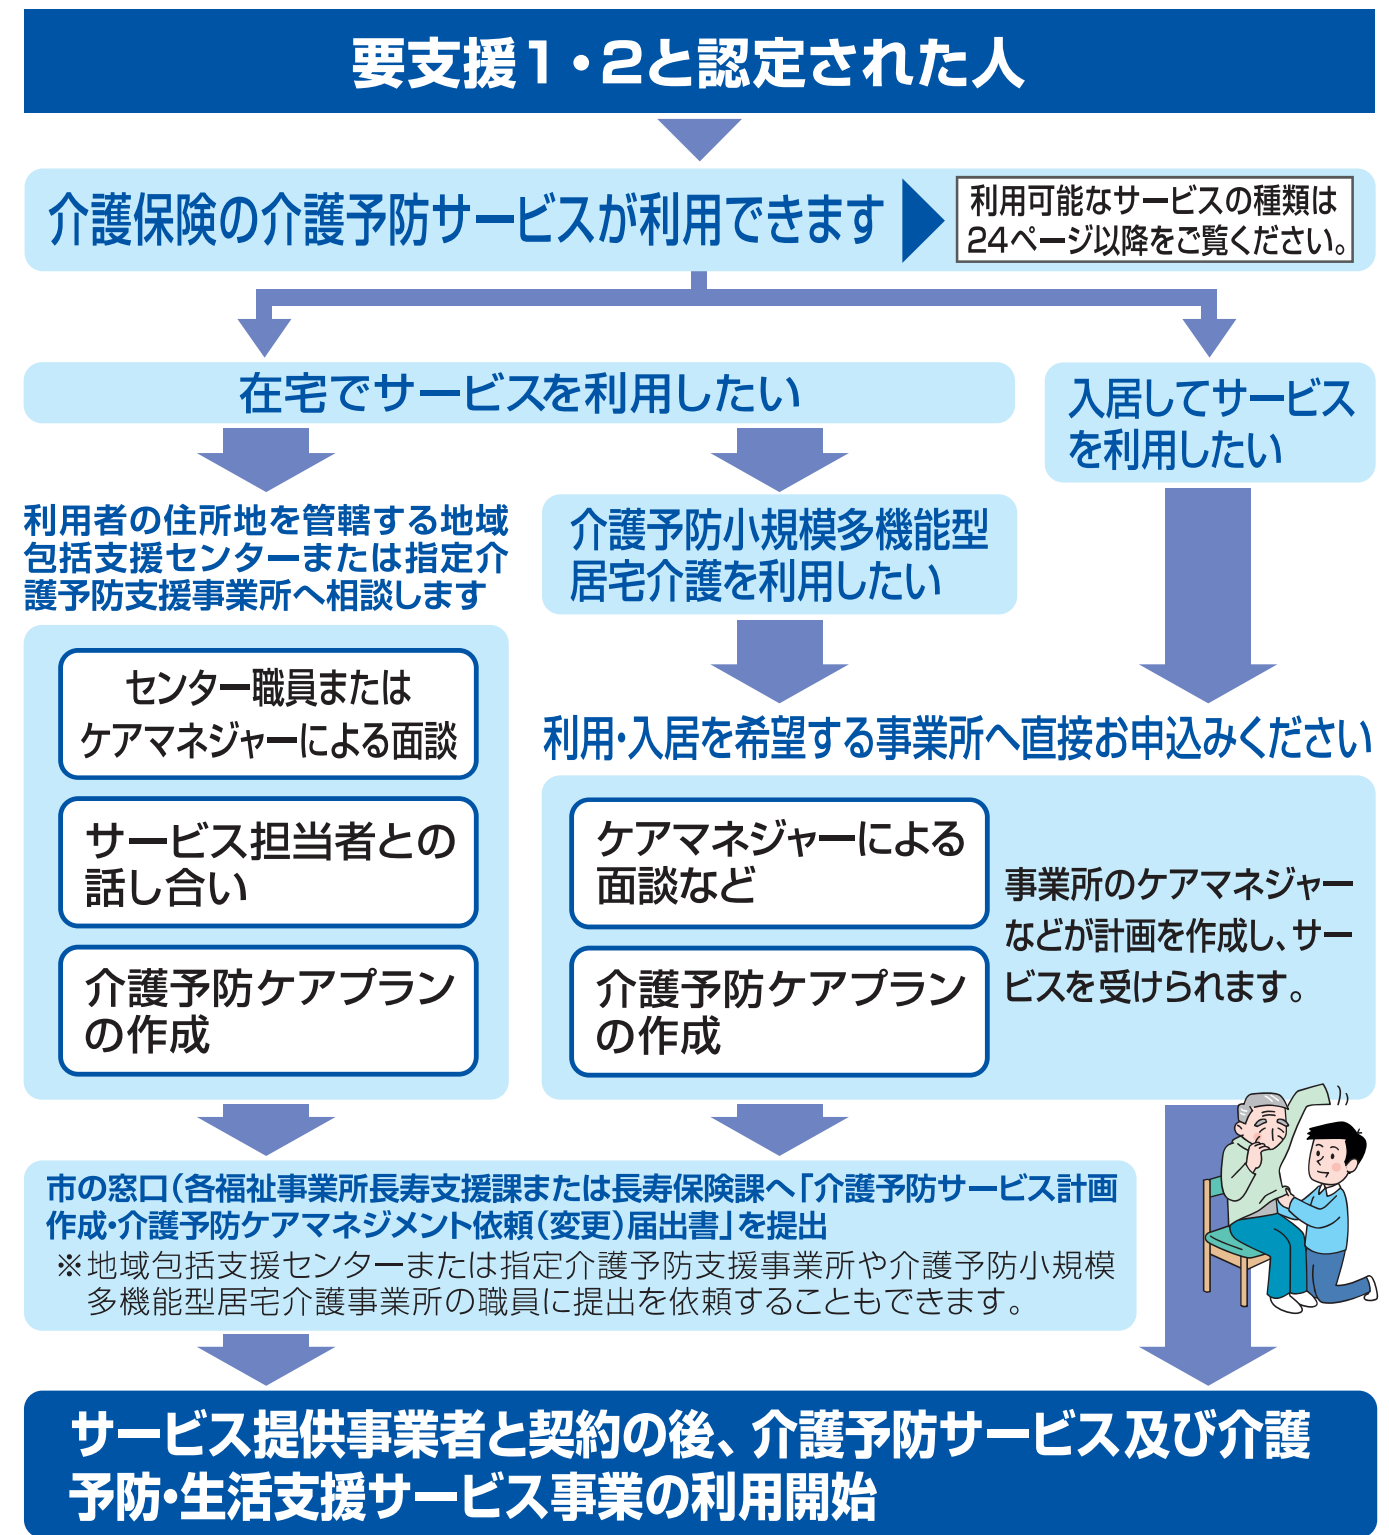 要支援1・2と認定された人
介護保険の介護予防サービスが利用できます
利用可能なサービスの種類は
24ページ以降をご覧ください。
在宅でサービスを利用したい
入居してサービス
を利用したい
利用者の住所地を管轄する地域
包括支援センターまたは指定介
護予防支援事業所へ相談します
介護予防小規模多機能型
居宅介護を利用したい
センター職員または
ケアマネジャーによる面談
サービス担当者との
話し合い
介護予防ケアプラン
の作成
利用・入居を希望する事業所へ直接お申込みください
ケアマネジャーによる
面談など
介護予防ケアプラン
の作成
事業所のケアマネジャー
などが計画を作成し、サー
ビスを受けられます。
市の窓口(各福祉事業所長寿支援課または長寿保険課へ「介護予防サービス計画
作成・介護予防ケアマネジメント依頼(変更)届出書」を提出
※地域包括支援センターまたは指定介護予防支援事業所や介護予防小規模
多機能型居宅介護事業所の職員に提出を依頼することもできます。
サービス提供事業者と契約の後、介護予防サービス及び介護
予防・生活支援サービス事業の利用開始